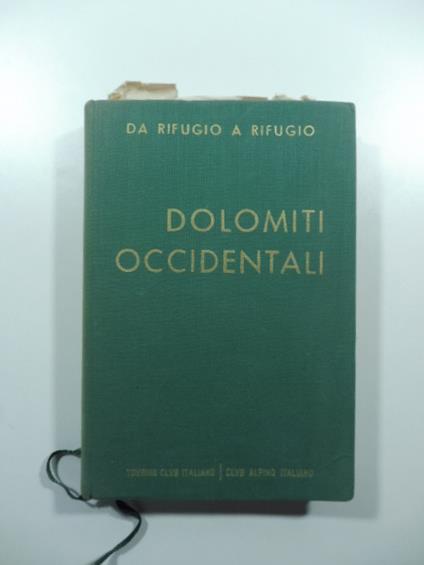 DA RIFUGIO A RIFUGIO
DOLOMITI
OCCIDENTALI
TOURING CLUB ITALIANO | CLUB ALPINO ITALIANO